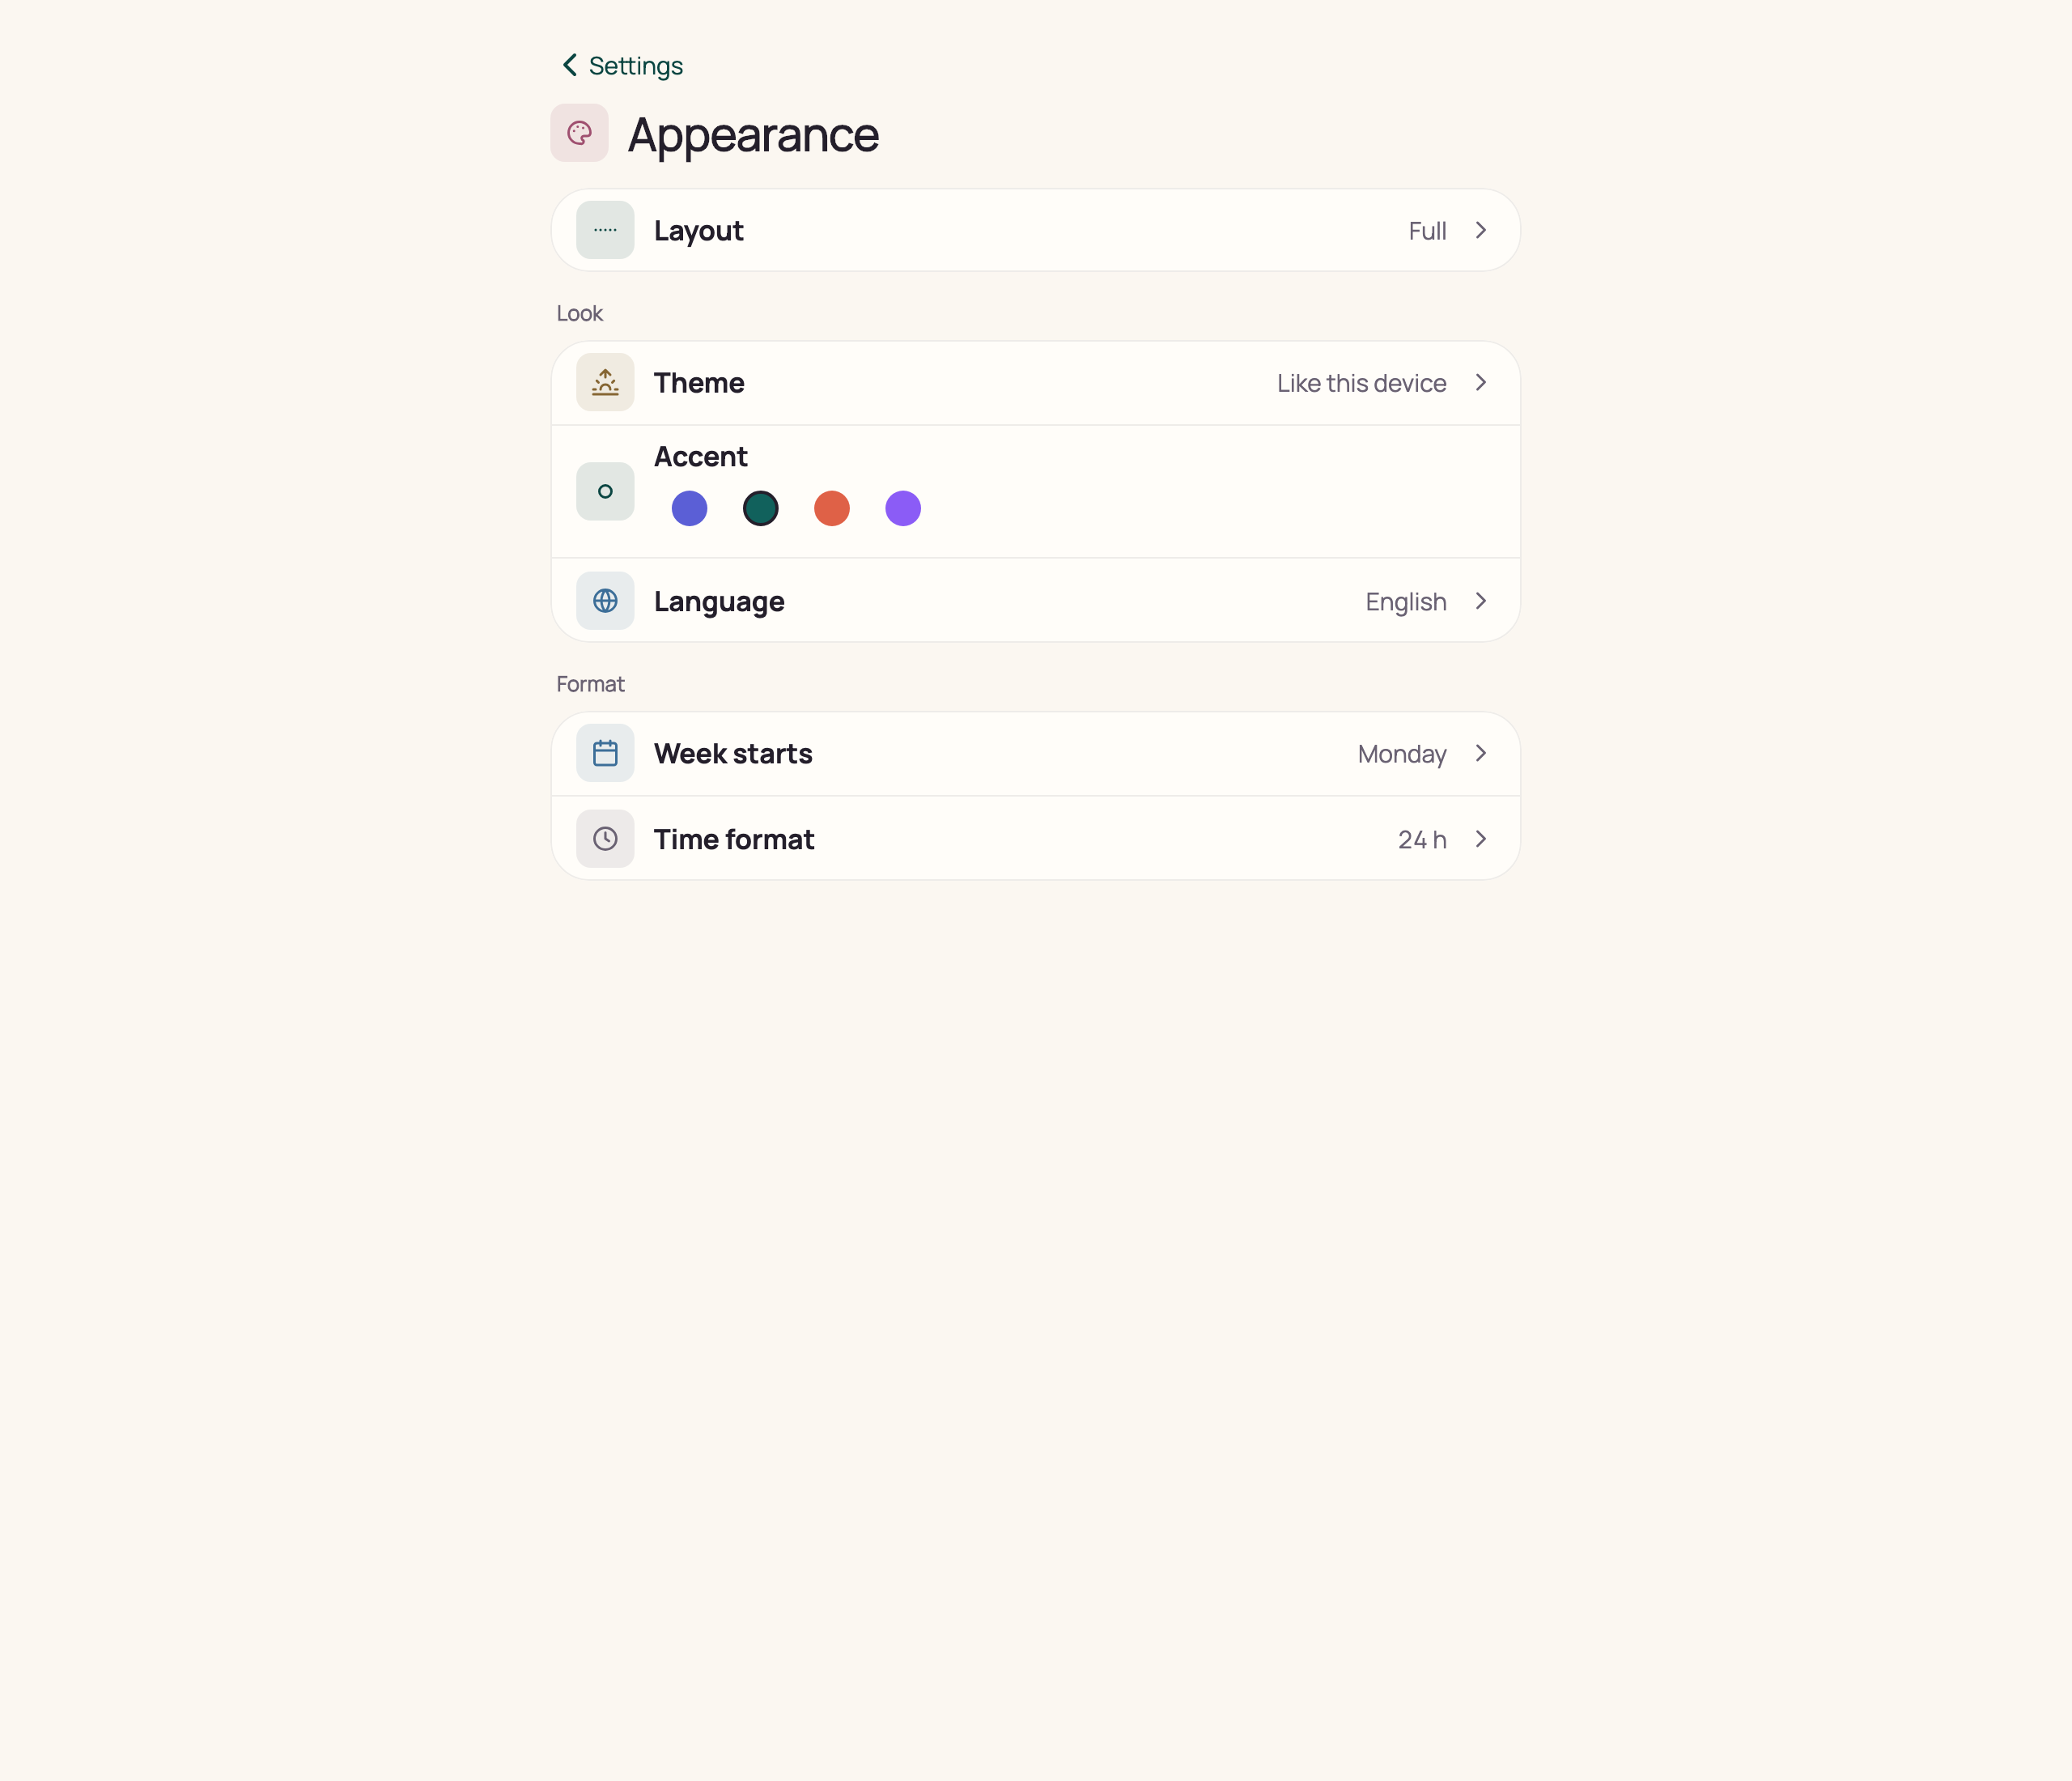 Settings
Appearance
Layout Full
Look
Theme Like this device
Accent
Language English
Format
Week starts Monday
Time format 24 h